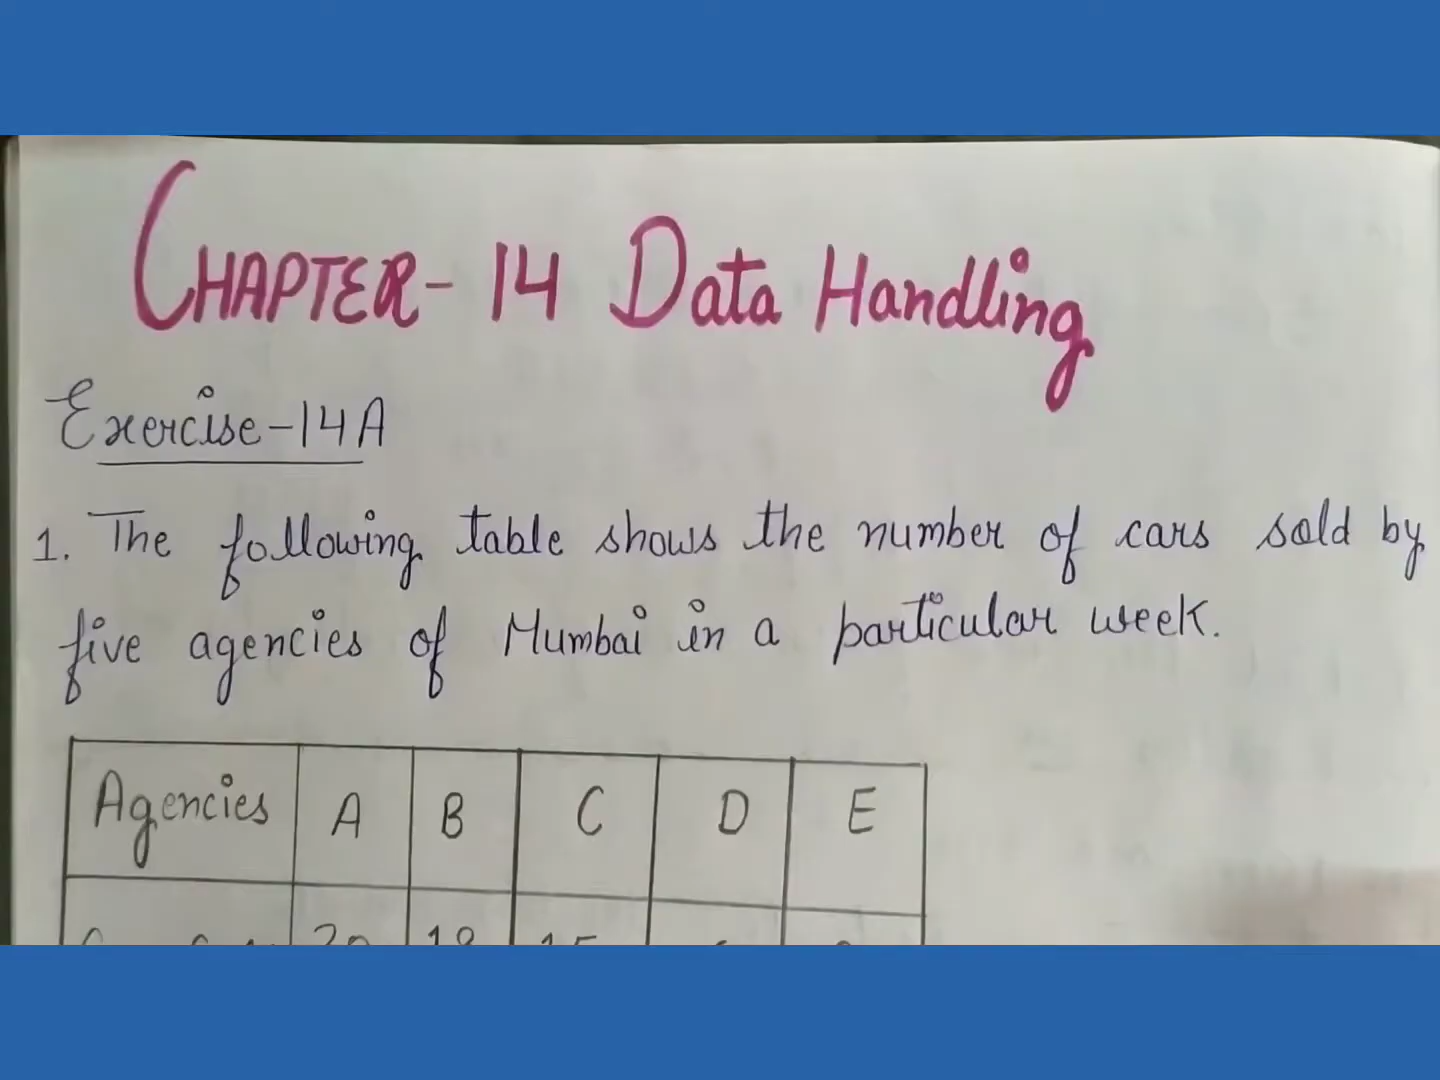 CHAPTER-14 Data Handling
Exercise-14A
1. The following table shows the number of cars sold by
five agencies of Mumbai in a particular week.
Agencies A B C D E